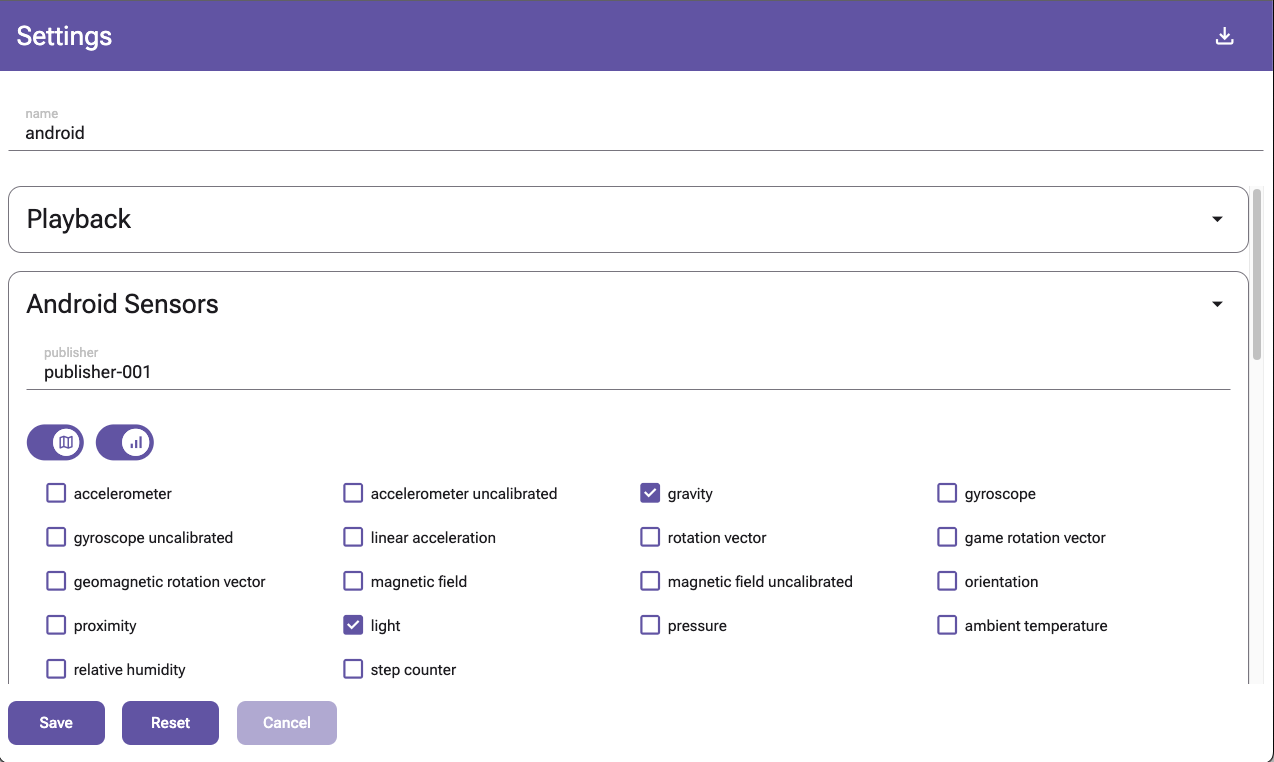 Settings
name
android
Playback
Android Sensors
publisher
publisher-001
accelerometer accelerometer uncalibrated gravity gyroscope
gyroscope uncalibrated linear acceleration rotation vector game rotation vector
geomagnetic rotation vector magnetic field magnetic field uncalibrated orientation
proximity light pressure ambient temperature
relative humidity step counter
Save Reset Cancel